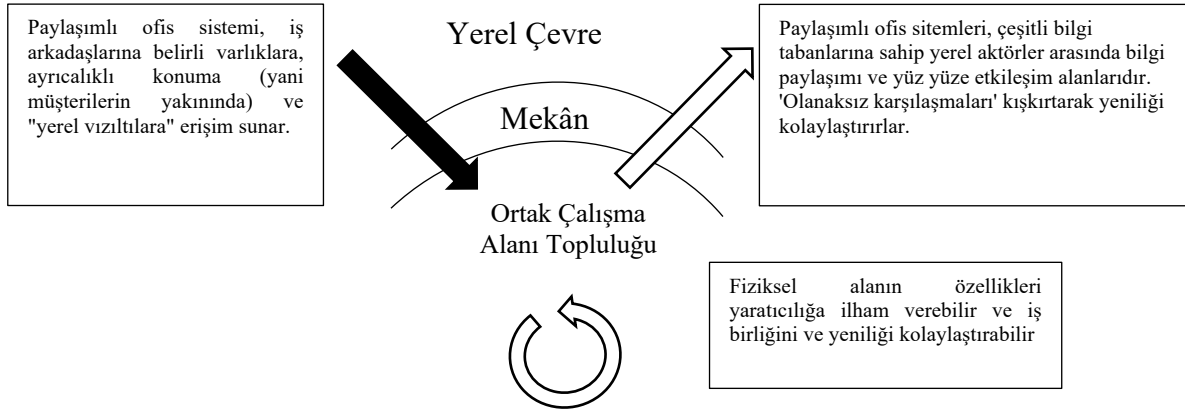 Paylaşımlı ofis sistemi, iş
arkadaşlarına belirli varlıklara,
ayrıcalıklı konuma (yani
müşterilerin yakınında) ve
"yerel vızıltılara" erişim sunar.
Yerel Çevre
Mekân
Ortak Çalışma
Alanı Topluluğu
Paylaşımlı ofis sitemleri, çeşitli bilgi
tabanlarına sahip yerel aktörler arasında bilgi
paylaşımı ve yüz yüze etkileşim alanlarıdır.
'Olanaksız karşılaşmaları' kışkırtarak yeniliği
kolaylaştırırlar.
Fiziksel alanın özellikleri
yaratıcılığa ilham verebilir ve iş
birliğini ve yeniliği kolaylaştırabilir